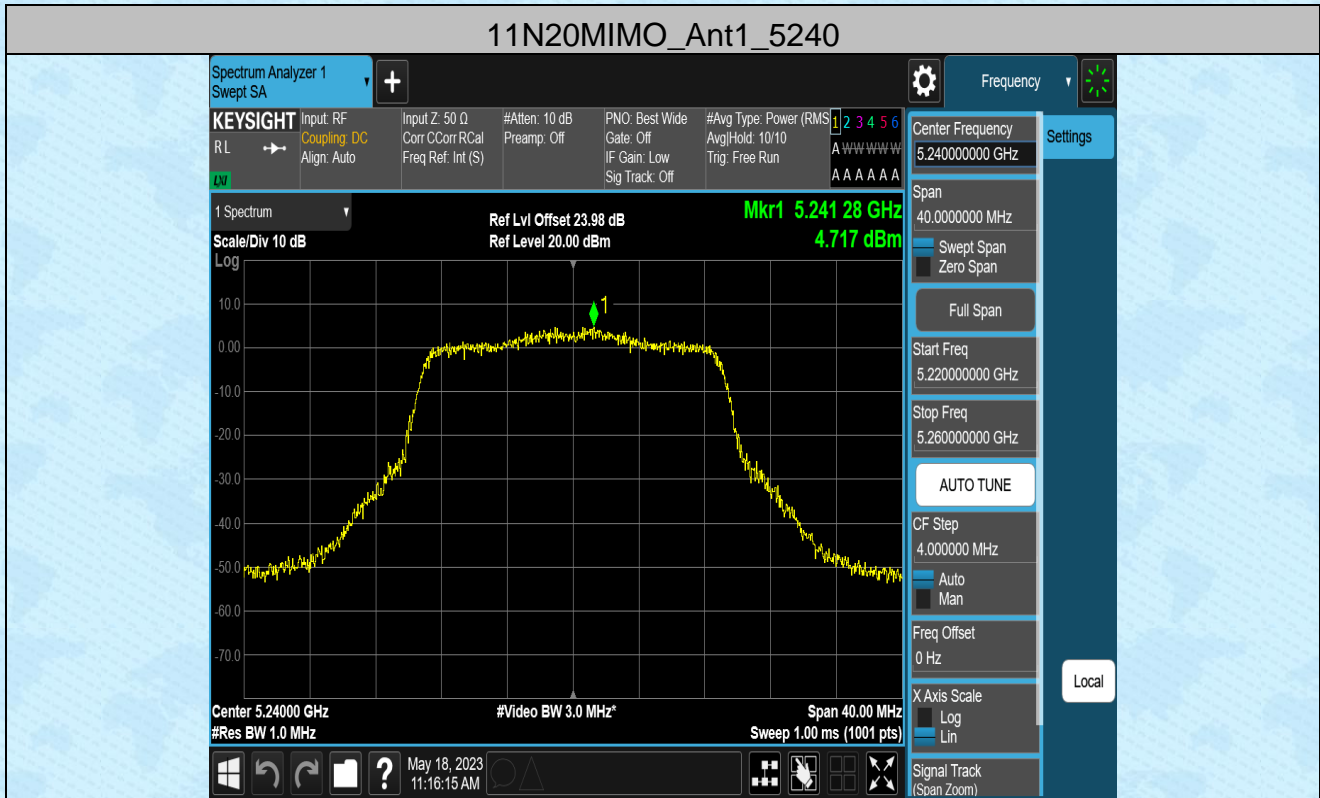 11N20MIMO_Ant1_5240
Spectrum Analyzer 1
Swept SA
Frequency
KEYSIGHT
RL
LXI
Input: RF
Coupling: DC
Align: Auto
Input Z: 50 Ω
Corr CCorr RCal
Freq Ref: Int (S)
#Atten: 10 dB
Preamp: Off
PNO: Best Wide
Gate: Off
IF Gain: Low
Sig Track: Off
#Avg Type: Power (RMS
Avg|Hold: 10/10
Trig: Free Run
1 2 3 4 5 6
A W W W W W
A A A A A A
1 Spectrum
Scale/Div 10 dB
Log
Ref Lvl Offset 23.98 dB
Ref Level 20.00 dBm
Mkr1 5.241 28 GHz
4.717 dBm
1
10.0
0.00
-10.0
-20.0
-30.0
-40.0
-50.0
-60.0
-70.0
Center 5.24000 GHz
#Res BW 1.0 MHz
#Video BW 3.0 MHz*
Span 40.00 MHz
Sweep 1.00 ms (1001 pts)
Center Frequency
5.240000000 GHz
Settings
Span
40.0000000 MHz
Swept Span
Zero Span
Full Span
Start Freq
5.220000000 GHz
Stop Freq
5.260000000 GHz
AUTO TUNE
CF Step
4.000000 MHz
Auto
Man
Freq Offset
0 Hz
X Axis Scale
Log
Lin
Local
Signal Track
(Span Zoom)
?
May 18, 2023
11:16:15 AM